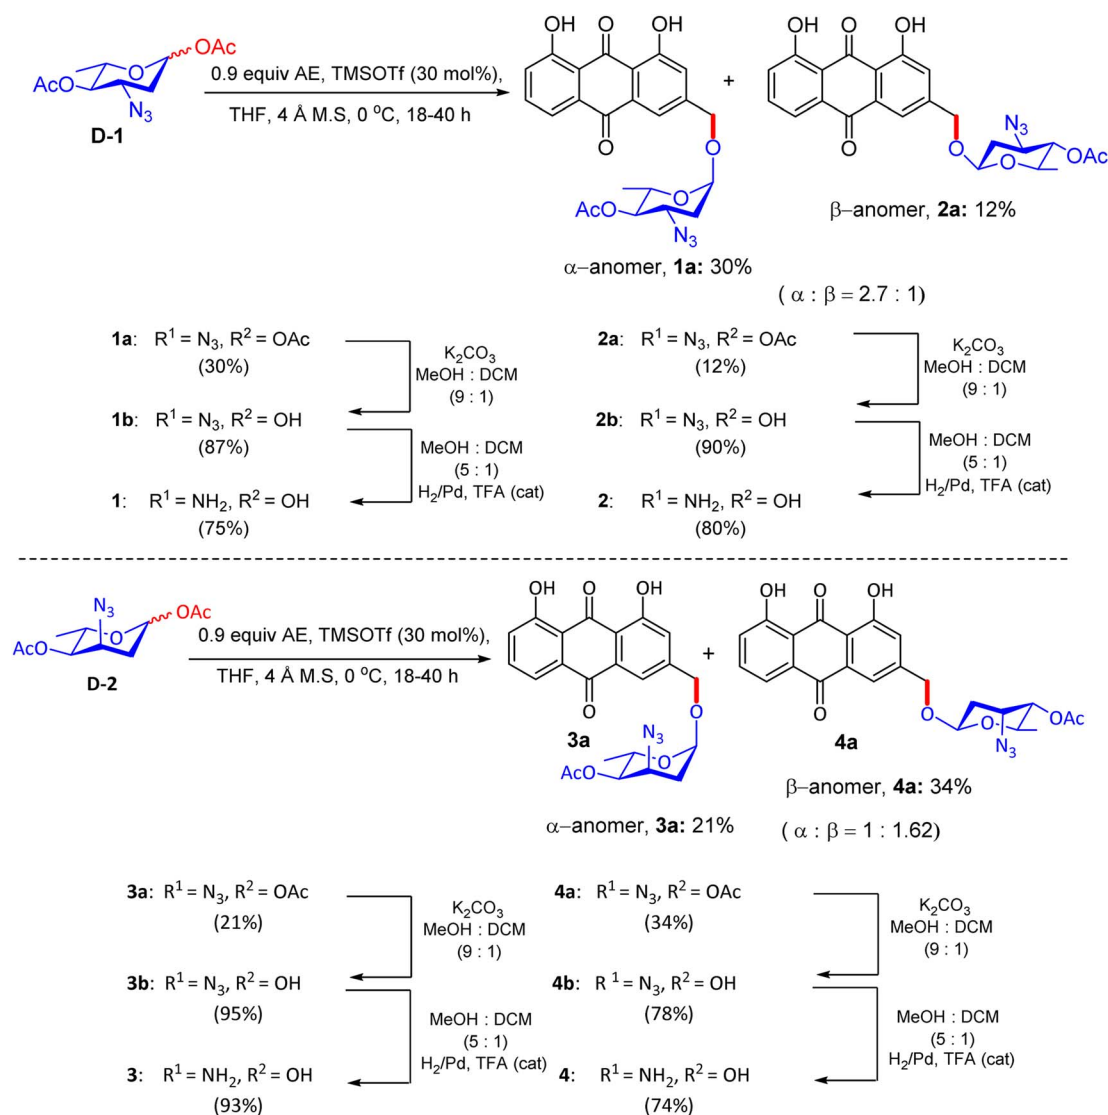 OAc
AcO
O
N3
D-1
0.9 equiv AE, TMSOTf (30 mol%),
THF, 4 Å M.S, 0 ºC, 18-40 h
OH O OH
O
O
O
AcO
N3
α–anomer, 1a: 30%
+
OH O OH
O
N3
O
O
OAc
β–anomer, 2a: 12%
( α : β = 2.7 : 1)
1a: R1 = N3, R2 = OAc
(30%)
K2CO3
MeOH : DCM
(9 : 1)
1b: R1 = N3, R2 = OH
(87%)
MeOH : DCM
(5 : 1)
H2/Pd, TFA (cat)
1: R1 = NH2, R2 = OH
(75%)
2a: R1 = N3, R2 = OAc
(12%)
K2CO3
MeOH : DCM
(9 : 1)
2b: R1 = N3, R2 = OH
(90%)
MeOH : DCM
(5 : 1)
H2/Pd, TFA (cat)
2: R1 = NH2, R2 = OH
(80%)
N3
OAc
O
AcO
D-2
0.9 equiv AE, TMSOTf (30 mol%),
THF, 4 Å M.S, 0 ºC, 18-40 h
OH O OH
O
O
3a
N3
O
AcO
α–anomer, 3a: 21%
+
OH O OH
O
O
O
OAc
N3
4a
β–anomer, 4a: 34%
( α : β = 1 : 1.62)
3a: R1 = N3, R2 = OAc
(21%)
K2CO3
MeOH : DCM
(9 : 1)
3b: R1 = N3, R2 = OH
(95%)
MeOH : DCM
(5 : 1)
H2/Pd, TFA (cat)
3: R1 = NH2, R2 = OH
(93%)
4a: R1 = N3, R2 = OAc
(34%)
K2CO3
MeOH : DCM
(9 : 1)
4b: R 1 = N3, R2 = OH
(78%)
MeOH : DCM
(5 : 1)
H2/Pd, TFA (cat)
4: R1 = NH2, R2 = OH
(74%)